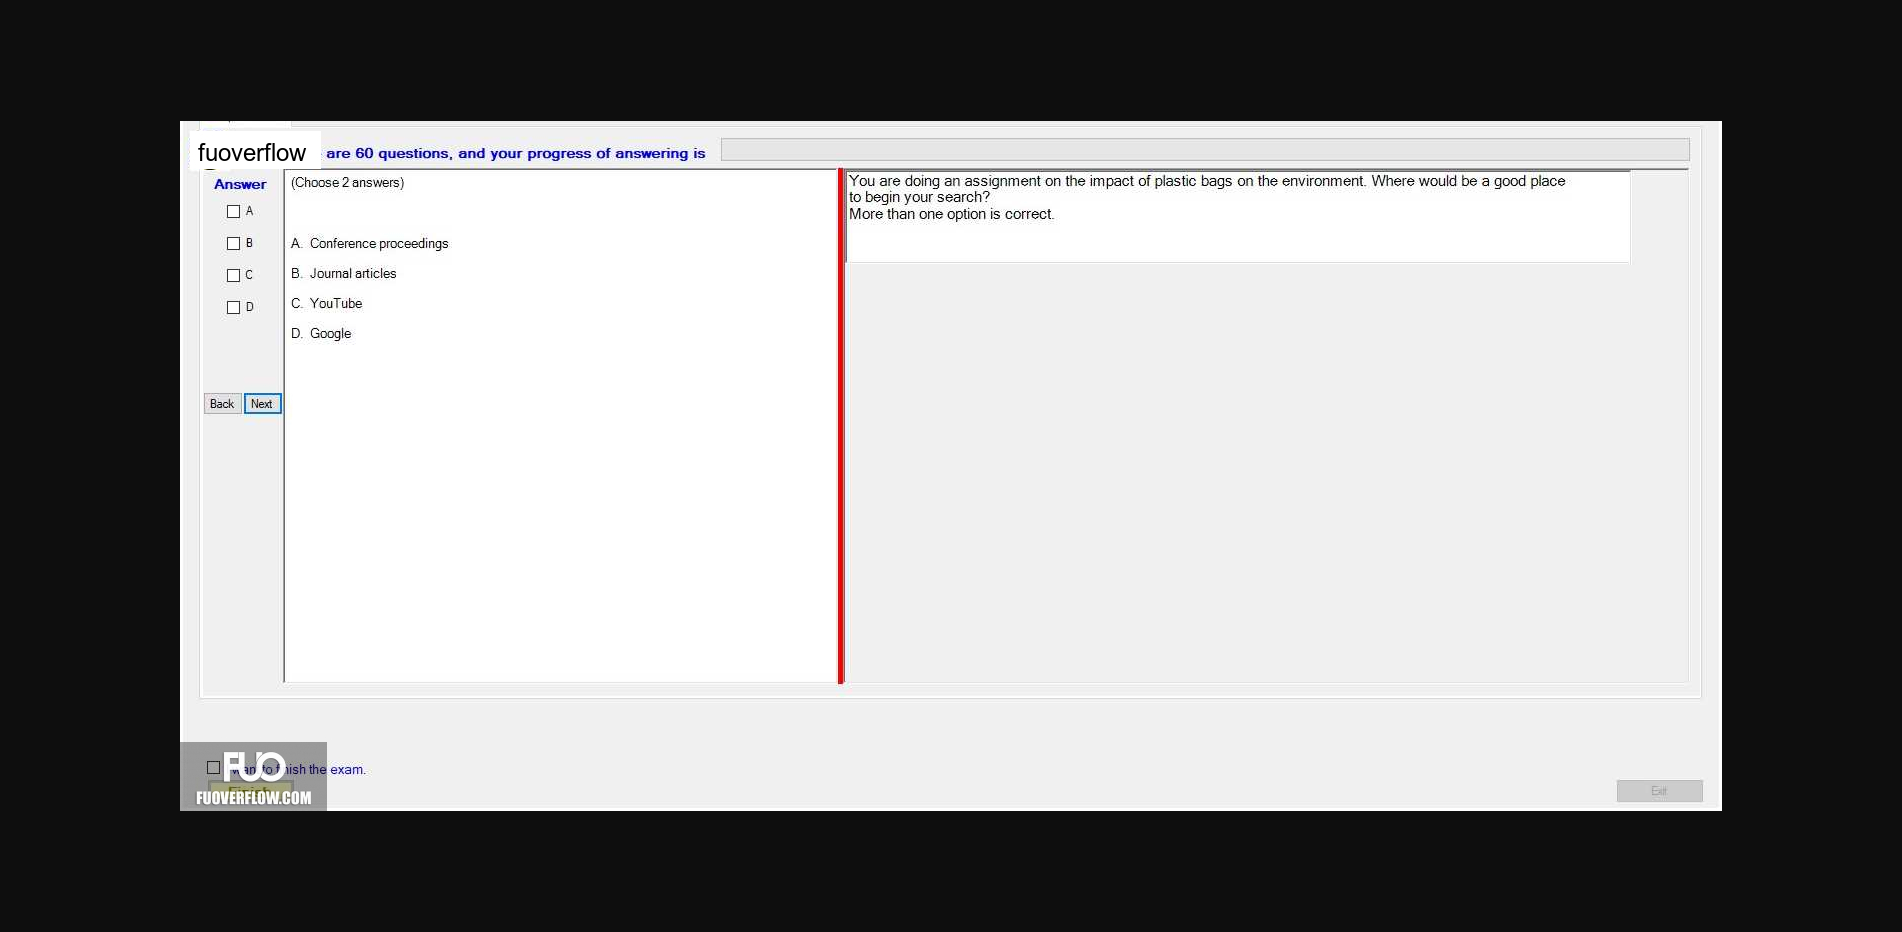 fuoverflow are 60 questions, and your progress of answering is
Answer
A
B
C
D
Back Next
(Choose 2 answers)
A. Conference proceedings
B. Journal articles
C. YouTube
D. Google
You are doing an assignment on the impact of plastic bags on the environment. Where would be a good place
to begin your search?
More than one option is correct.
want to finish the exam.
Finish
FUO
FUOVERFLOW.COM
Exit